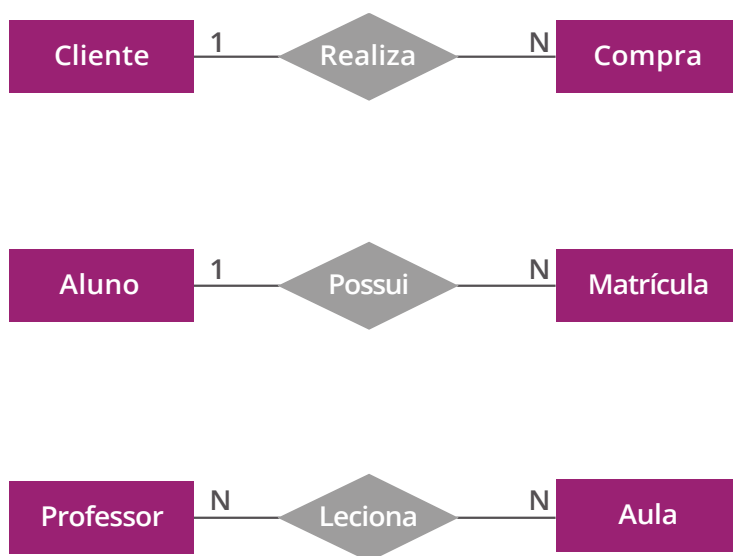 Cliente 1 Realiza N Compra
Aluno 1 Possui N Matrícula
Professor N Leciona N Aula